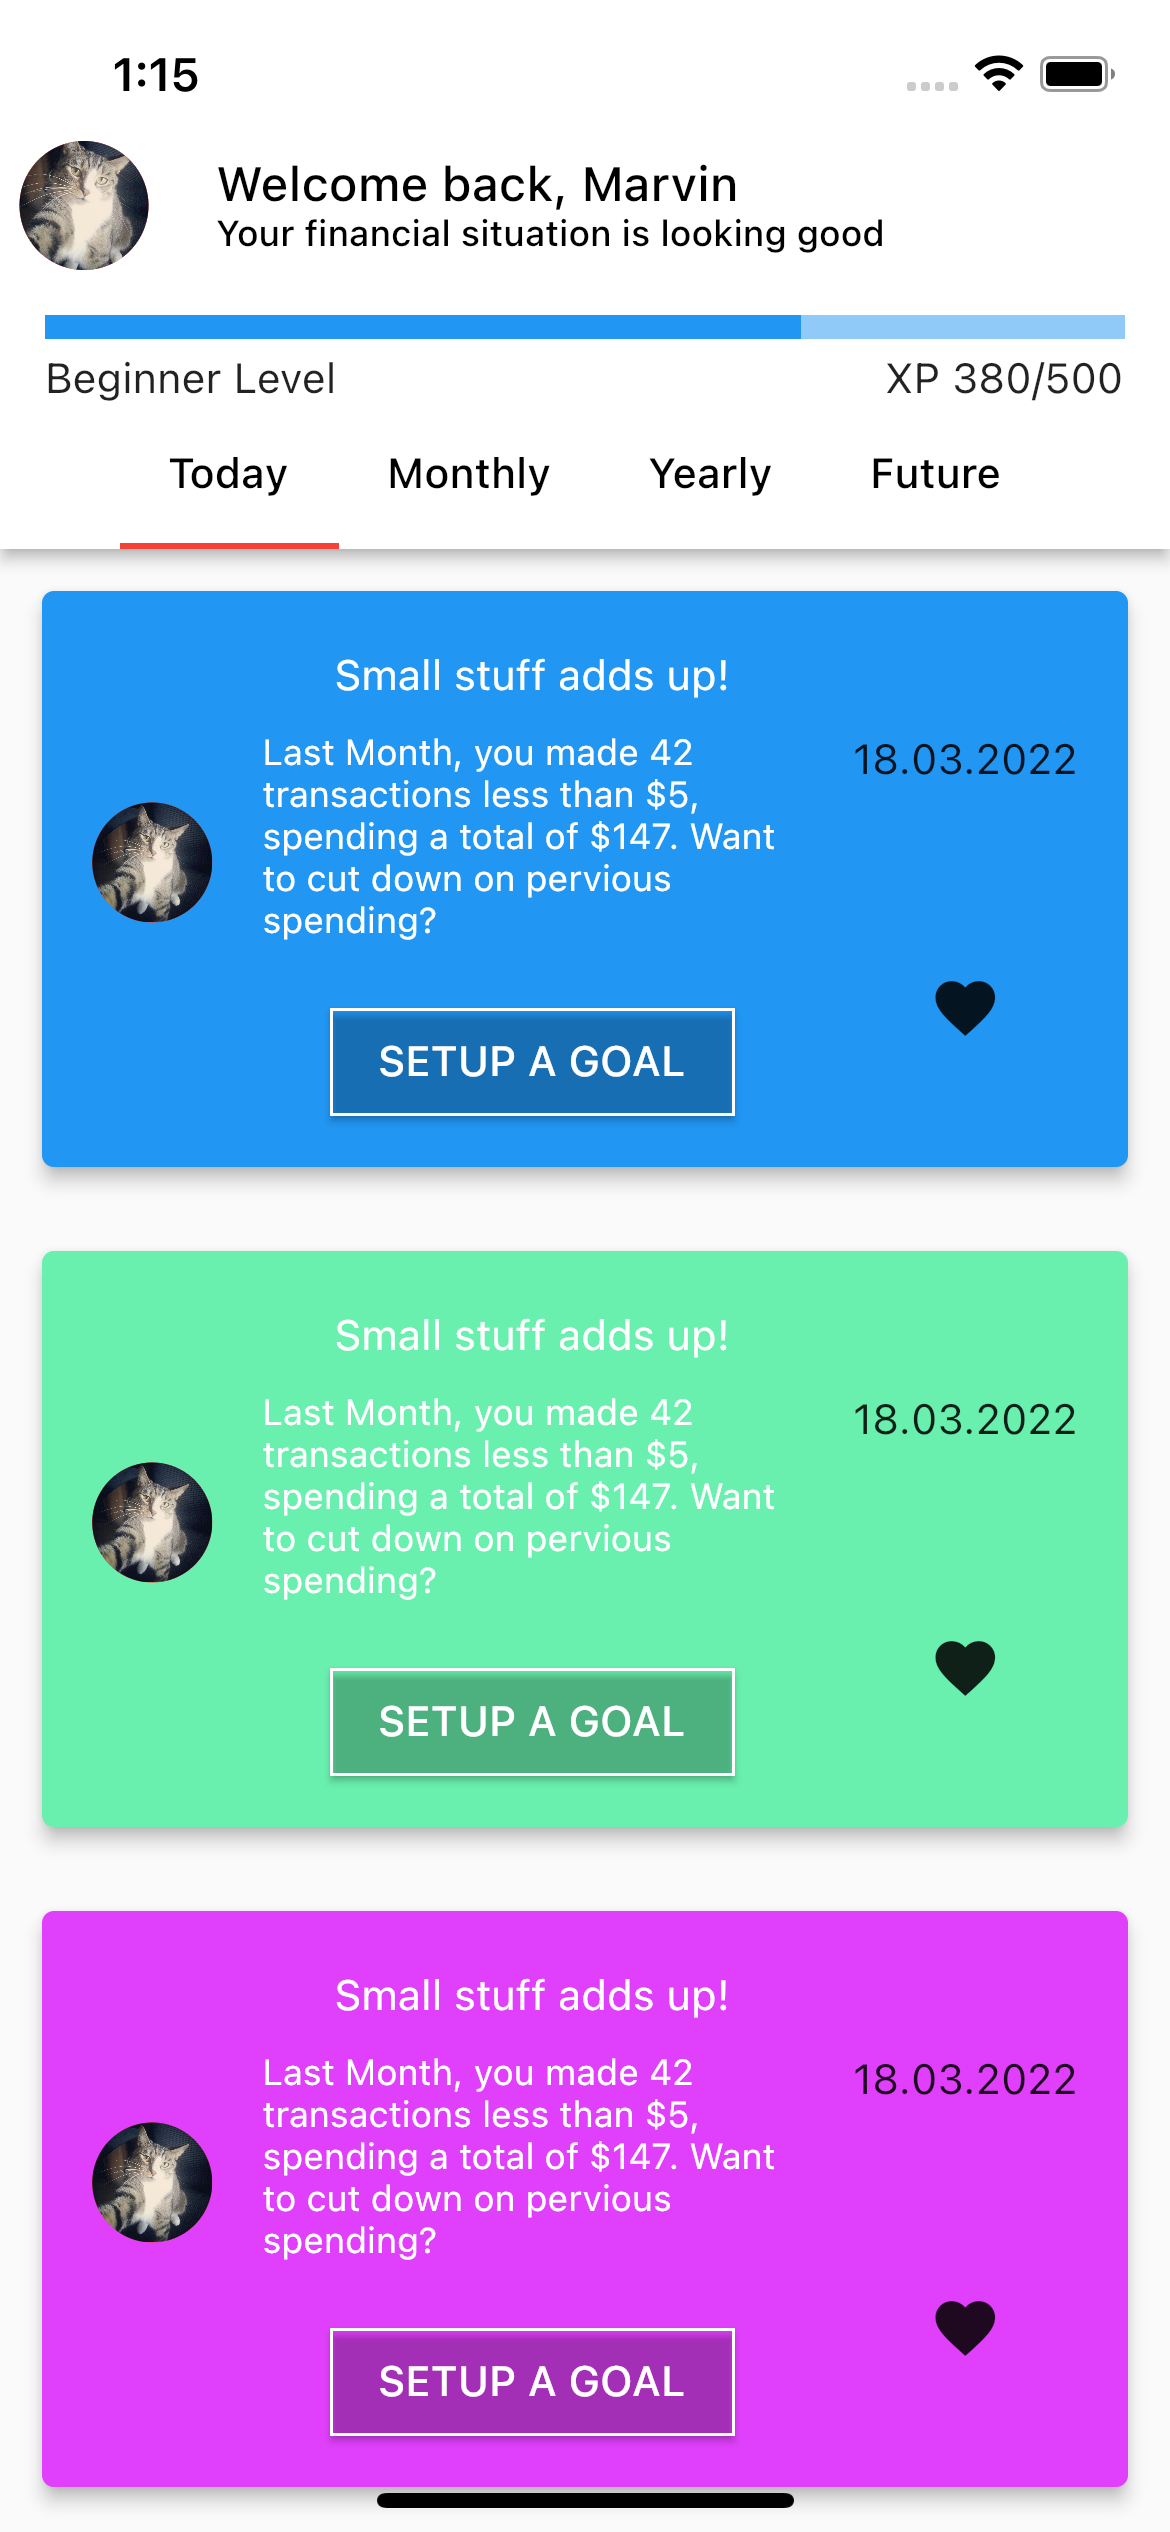 1:15
Welcome back, Marvin
Your financial situation is looking good
Beginner Level
XP 380/500
Today Monthly Yearly Future
Small stuff adds up!
Last Month, you made 42
transactions less than $5,
spending a total of $147. Want
to cut down on pervious
spending?
18.03.2022
SETUP A GOAL
Small stuff adds up!
Last Month, you made 42
transactions less than $5,
spending a total of $147. Want
to cut down on pervious
spending?
18.03.2022
SETUP A GOAL
Small stuff adds up!
Last Month, you made 42
transactions less than $5,
spending a total of $147. Want
to cut down on pervious
spending?
18.03.2022
SETUP A GOAL